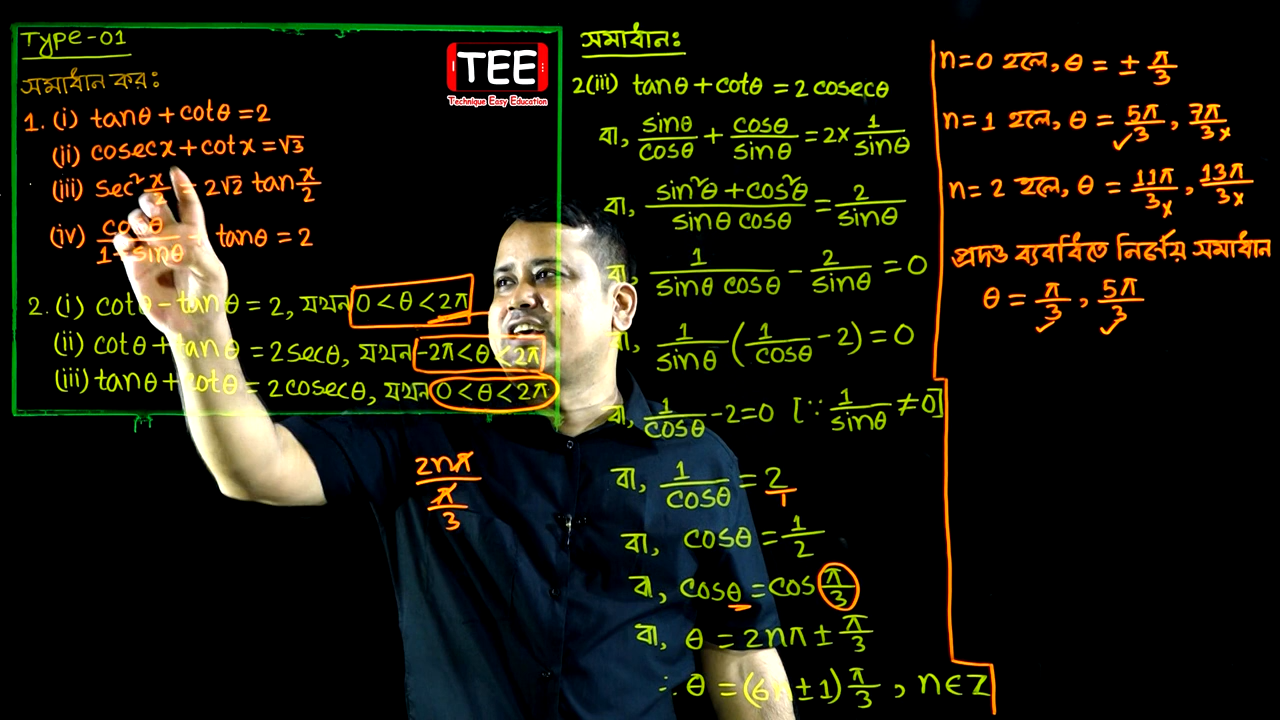 Type-01
TEE
Technique Easy Education
সমাধান কর:
1. (i) tanθ + cotθ = 2
(ii) cosecx + cotx = √3
(iii) sec² x/2 = 2√2 tan x/2
(iv) cosθ/1-sinθ + tanθ = 2
2. (i) cotθ - tanθ = 2, যখন 0 < θ < 2π
(ii) cotθ + tanθ = 2secθ, যখন -2π < θ < 2π
(iii) tanθ + cotθ = 2cosecθ, যখন 0 < θ < 2π
2nπ
π/3
সমাধান:
2(iii) tanθ + cotθ = 2 cosecθ
বা, sinθ/cosθ + cosθ/sinθ = 2× 1/sinθ
বা, sin²θ + cos²θ/sinθ cosθ = 2/sinθ
বা, 1/sinθ cosθ - 2/sinθ = 0
বা, 1/sinθ (1/cosθ - 2) = 0
বা, 1/cosθ - 2 = 0 [∵ 1/sinθ ≠ 0]
বা, 1/cosθ = 2/1
বা, cosθ = 1/2
বা, cosθ = cos π/3
বা, θ = 2nπ ± π/3
∴ θ = (6n ± 1) π/3 , n∈Z
n=0 হলে, θ = ± π/3
n=1 হলে, θ = 5π/3 ✓, 7π/3 x
n=2 হলে, θ = 11π/3 x, 13π/3 x
প্রদত্ত ব্যবধিতে নির্ণেয় সমাধান
θ = π/3 ✓, 5π/3 ✓